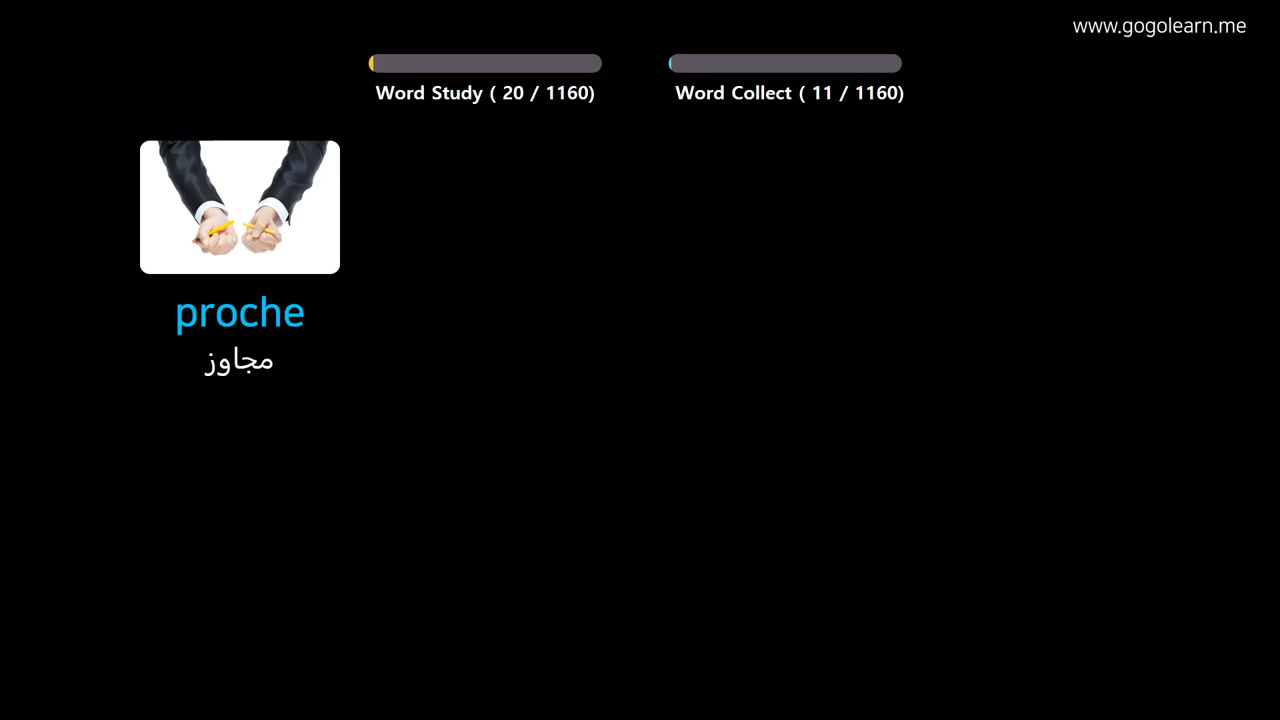 www.gogolearn.me
Word Study ( 20 / 1160)
Word Collect ( 11 / 1160)
proche
مجاوز